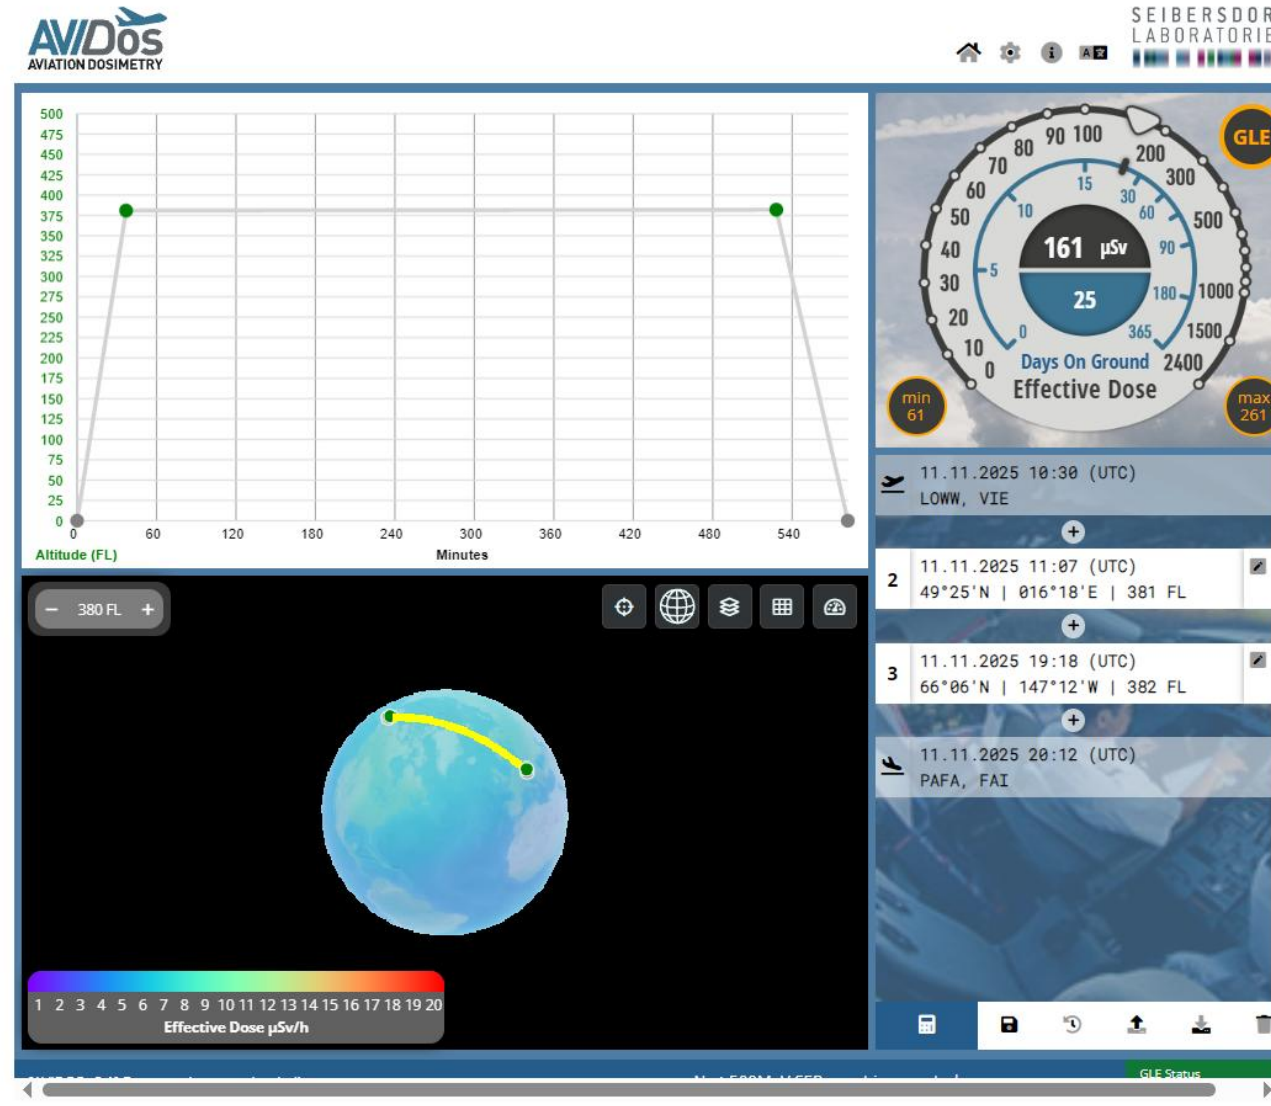 AVIDOS
AVIATION DOSIMETRY
SEIBERSDOR
LABORATORIE
500
475
450
425
400
375
350
325
300
275
250
225
200
175
150
125
100
75
50
25
0
0 60 120 180 240 300 360 420 480 540
Altitude (FL) Minutes
GLE
0 10 20 30 40 50 60 70 80 90 100 200 300 500 1000 1500 2400
0 5 10 15 30 60 90 180 365
161 µSv
25
Days On Ground
Effective Dose
min
61
max
261
11.11.2025 10:30 (UTC)
LOWW, VIE
2
11.11.2025 11:07 (UTC)
49°25'N | 016°18'E | 381 FL
3
11.11.2025 19:18 (UTC)
66°06'N | 147°12'W | 382 FL
11.11.2025 20:12 (UTC)
PAFA, FAI
− 380 FL +
1 2 3 4 5 6 7 8 9 10 11 12 13 14 15 16 17 18 19 20
Effective Dose µSv/h
GLE Status